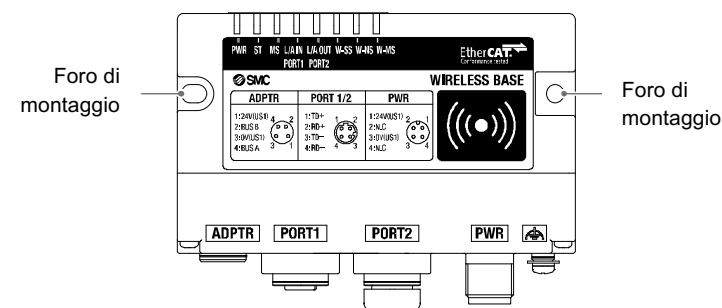 PWR ST MS L/A IN L/A OUT W-SS W-NS W-MS
PORT1 PORT2
EtherCAT
Conformance tested
SMC
WIRELESS BASE
ADPTR
1:24V(US1)
2:BUS B
3:0V(US1)
4:BUS A
4 2
3 1
PORT 1/2
1:TD+
2:RD+
3:TD−
4:RD−
1 2
4 3
PWR
1:24V(US1)
2:N.C
3:0V(US1)
4:N.C
2 1
3 4
Foro di
montaggio
Foro di
montaggio
ADPTR
PORT1
PORT2
PWR